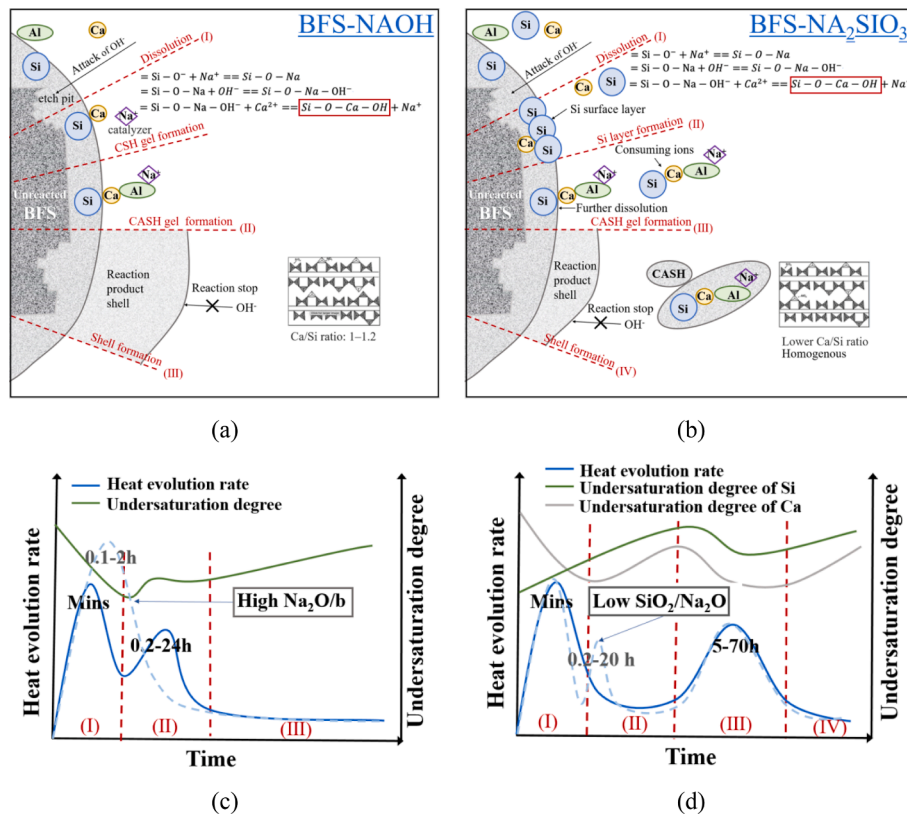 BFS-NAOH
Al
Ca
Si
Attack of OH-
Dissolution
(I)
etch pit
= Si − O⁻ + Na⁺ == Si − O − Na
= Si − O − Na + OH⁻ == Si − O − Na − OH⁻
= Si − O − Na − OH⁻ + Ca²⁺ == Si − O − Ca − OH + Na⁺
Si
Ca
Na⁺
catalyzer
CSH gel formation
Unreacted
BFS
Si
Ca
Al
Na⁺
CASH gel formation
(II)
Reaction
product
shell
Reaction stop
OH-
Ca/Si ratio: 1–1.2
Shell formation
(III)
(a)
BFS-NA₂SIO₃
Al
Si
Ca
Si
Attack of OH-
Dissolution
(I)
= Si − O⁻ + Na⁺ == Si − O − Na
= Si − O − Na + OH⁻ == Si − O − Na − OH⁻
= Si − O − Na − OH⁻ + Ca²⁺ == Si − O − Ca − OH + Na⁺
Ca
Si
Si
Si
Ca
Si
Si surface layer
Si layer formation
(II)
Consuming ions
Unreacted
BFS
Si
Ca
Al
Na⁺
Si
Ca
Al
Na⁺
Further dissolution
CASH gel formation
(III)
Reaction
product
shell
Reaction stop
OH-
CASH
Si
Ca
Al
Na⁺
Lower Ca/Si ratio
Homogenous
Shell formation
(IV)
(b)
Heat evolution rate
Undersaturation degree
Heat evolution rate
Undersaturation degree
0.1-2h
Mins
High Na₂O/b
0.2-24h
(I)
(II)
(III)
Time
(c)
Heat evolution rate
Undersaturation degree of Si
Undersaturation degree of Ca
Heat evolution rate
Undersaturation degree
Mins
Low SiO₂/Na₂O
0.2-20 h
5-70h
(I)
(II)
(III)
(IV)
Time
(d)